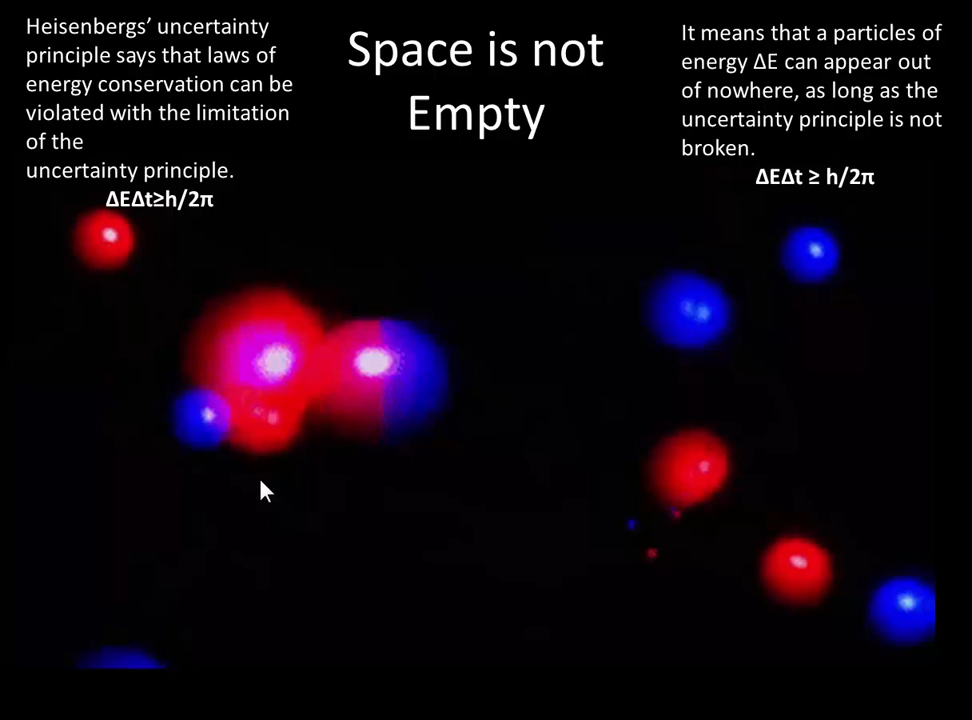 Heisenbergs’ uncertainty
principle says that laws of
energy conservation can be
violated with the limitation
of the
uncertainty principle.
ΔEΔt≥h/2π
Space is not
Empty
It means that a particles of
energy ΔE can appear out
of nowhere, as long as the
uncertainty principle is not
broken.
ΔEΔt ≥ h/2π